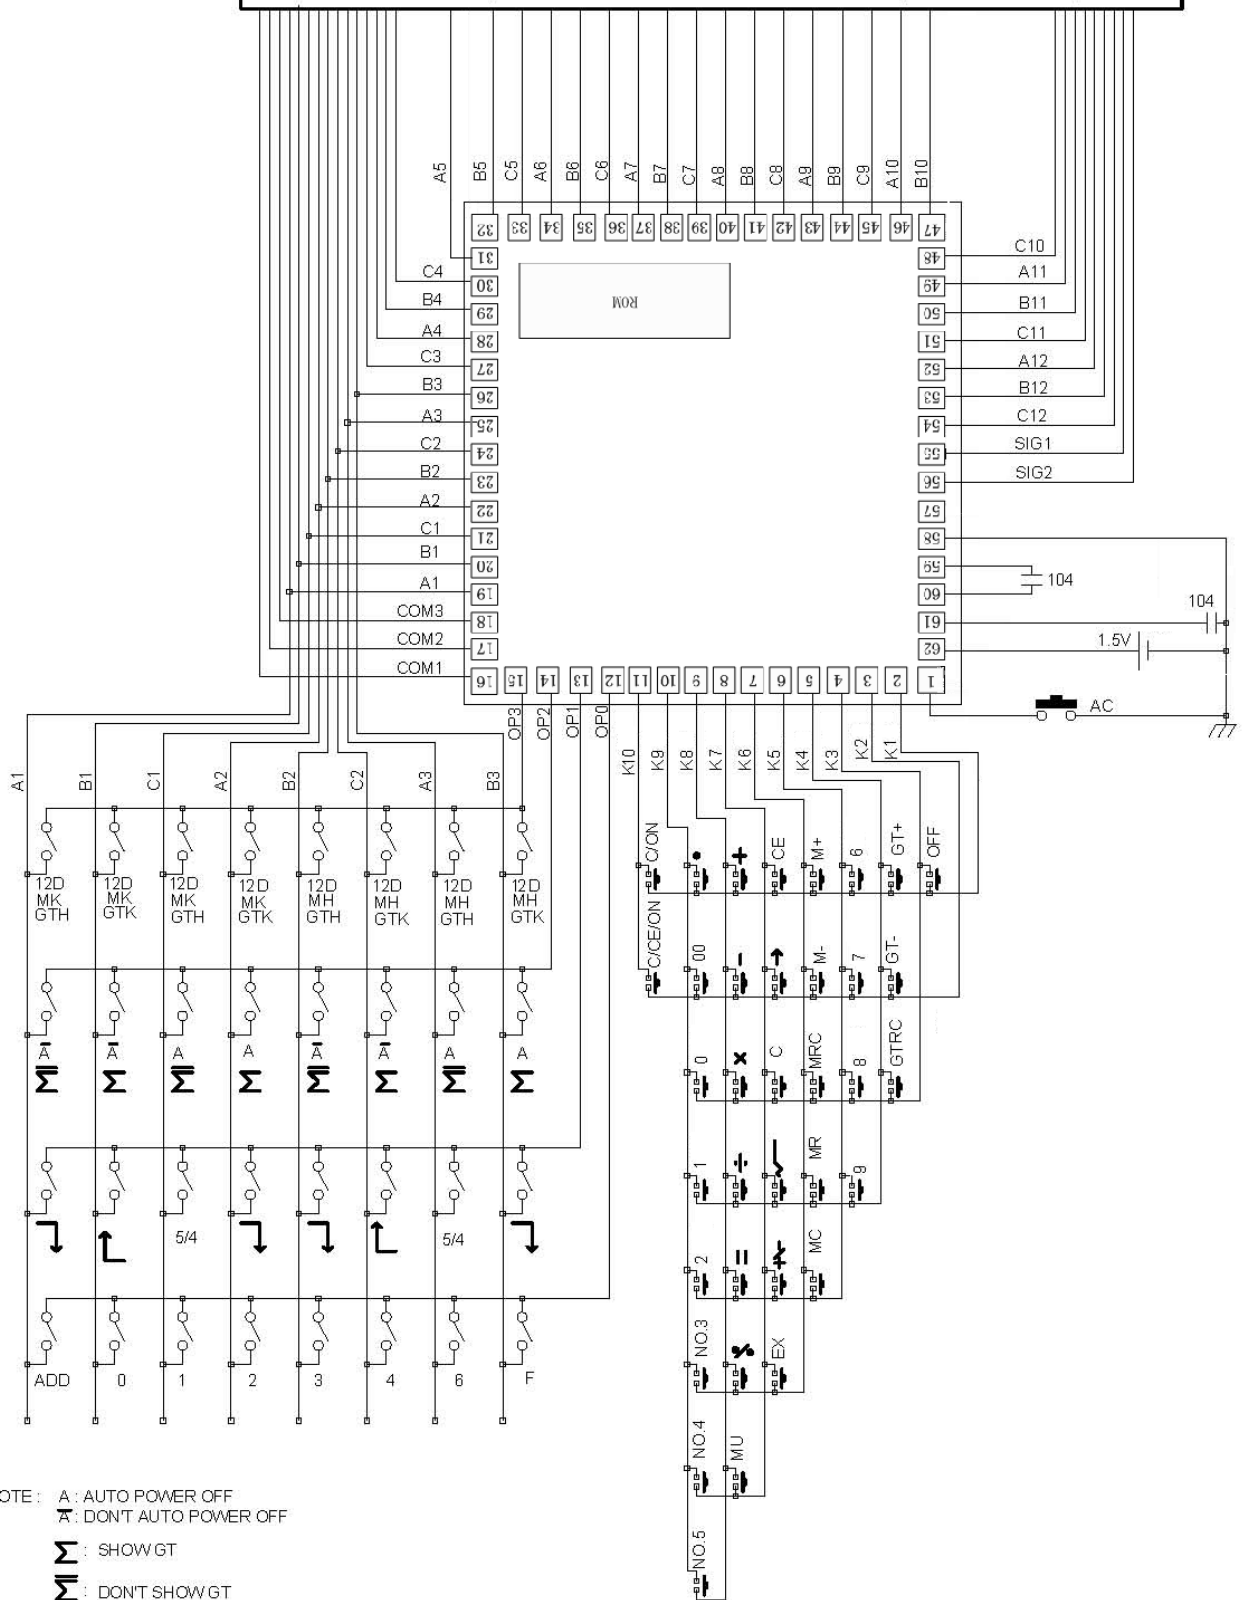 A5 B5 C5 A6 B6 C6 A7 B7 C7 A8 B8 C8 A9 B9 C9 A10 B10
32 33 34 35 36 37 38 39 40 41 42 43 44 45 46 47
ROM
31
C4 30
B4 29
A4 28
C3 27
B3 26
A3 25
C2 24
B2 23
A2 22
C1 21
B1 20
A1 19
COM3 18
COM2 17
COM1 16
48 C10
49 A11
50 B11
51 C11
52 A12
53 B12
54 C12
55 SIG1
56 SIG2
57
58
59
60
104
61
104
62
1.5V
15 14 13 12 11 10 9 8 7 6 5 4 3 2 1
AC
OP3 OP2 OP1 OP0
K10 K9 K8 K7 K6 K5 K4 K3 K2 K1
A1 B1 C1 A2 B2 C2 A3 B3
12D 12D 12D 12D 12D 12D 12D 12D
MK MK MK MK MH MH MH MH
GTH GTK GTH GTK GTH GTK GTH GTK
A̅ A̅ A A A̅ A̅ A A
Σ̅ Σ Σ̅ Σ Σ̅ Σ Σ̅ Σ
5/4 5/4
ADD 0 1 2 3 4 6 F
C/ON • + CE M+ 6 GT+ OFF
C/CE/ON 00 − → M- 7 GT-
0 × C MRC 8 GTRC
1 ÷ √ MR 9
2 = +/- MC
NO.3 % EX
NO.4 MU
NO.5
OTE : A : AUTO POWER OFF
A̅ : DON'T AUTO POWER OFF
Σ : SHOW GT
Σ̅ : DON'T SHOW GT